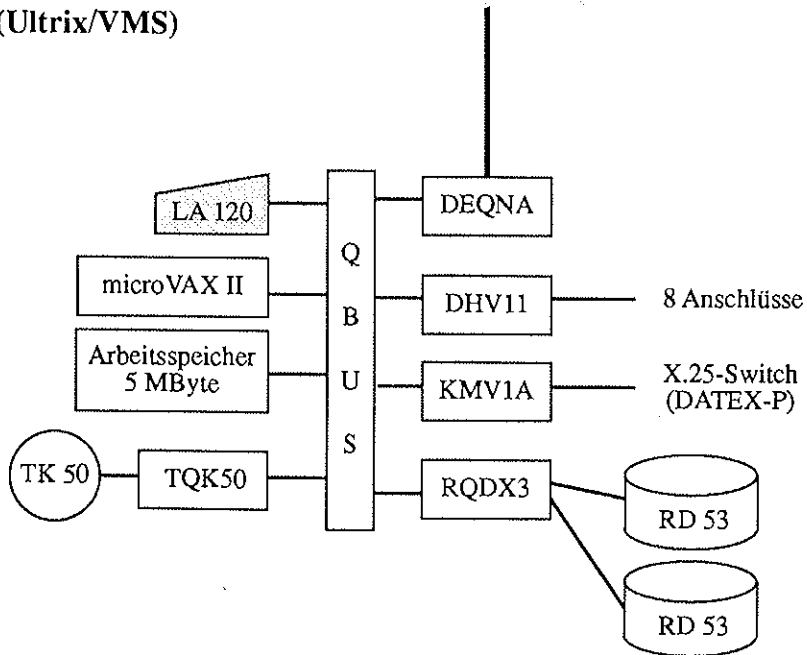 (Ultrix/VMS)
LA 120
DEQNA
Q
microVAX II
DHV11
8 Anschlüsse
B
Arbeitsspeicher
5 MByte
U
KMV1A
X.25-Switch
(DATEX-P)
S
TK 50
TQK50
RQDX3
RD 53
RD 53